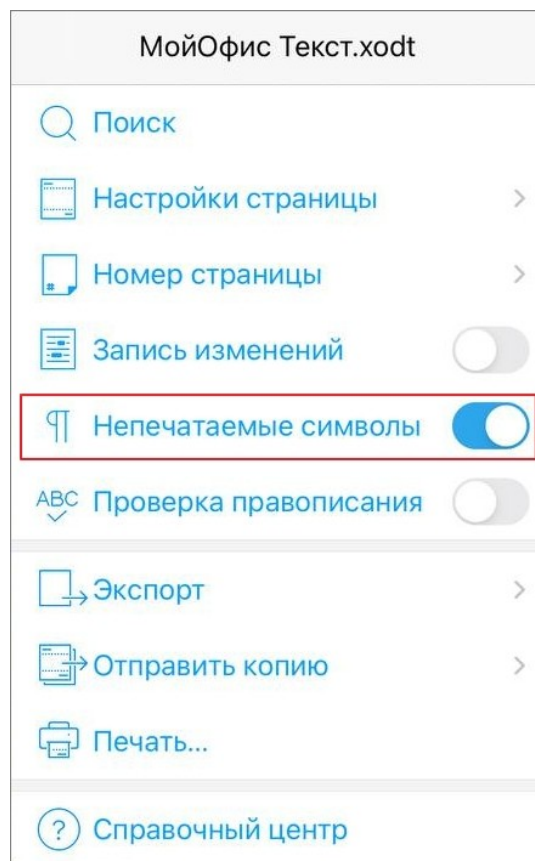 МойОфис Текст.xodt
Поиск
Настройки страницы
#
Номер страницы
Запись изменений
¶ Непечатаемые символы
ABC Проверка правописания
Экспорт
Отправить копию
Печать...
? Справочный центр